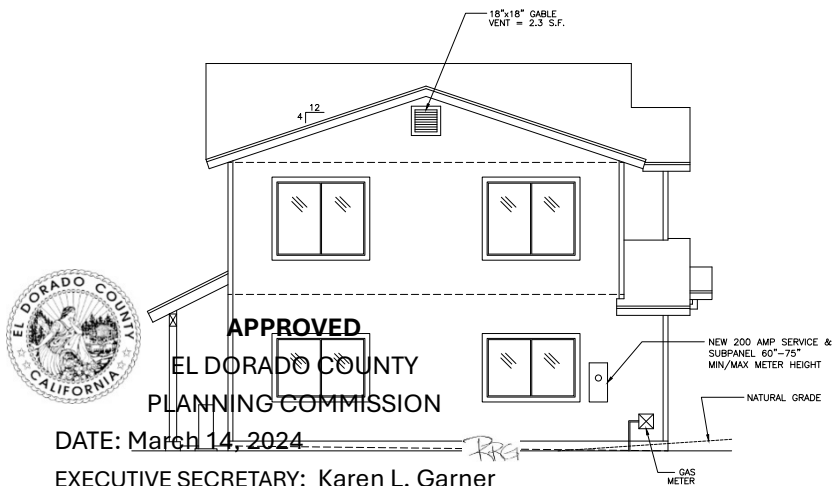 18"x18" GABLE
VENT = 2.3 S.F.
12
4
EL DORADO COUNTY
CALIFORNIA
APPROVED
EL DORADO COUNTY
PLANNING COMMISSION
DATE: March 14, 2024
EXECUTIVE SECRETARY: Karen L. Garner
NEW 200 AMP SERVICE &
SUBPANEL 60"-75"
MIN/MAX METER HEIGHT
NATURAL GRADE
GAS
METER